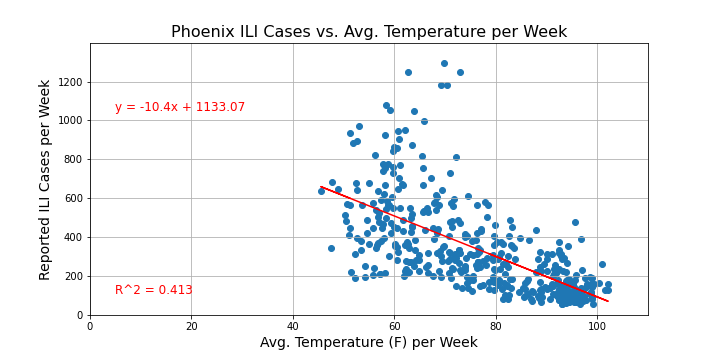 Phoenix ILI Cases vs. Avg. Temperature per Week
Reported ILI Cases per Week
1200
1000
800
600
400
200
0
y = -10.4x + 1133.07
R^2 = 0.413
0 20 40 60 80 100
Avg. Temperature (F) per Week